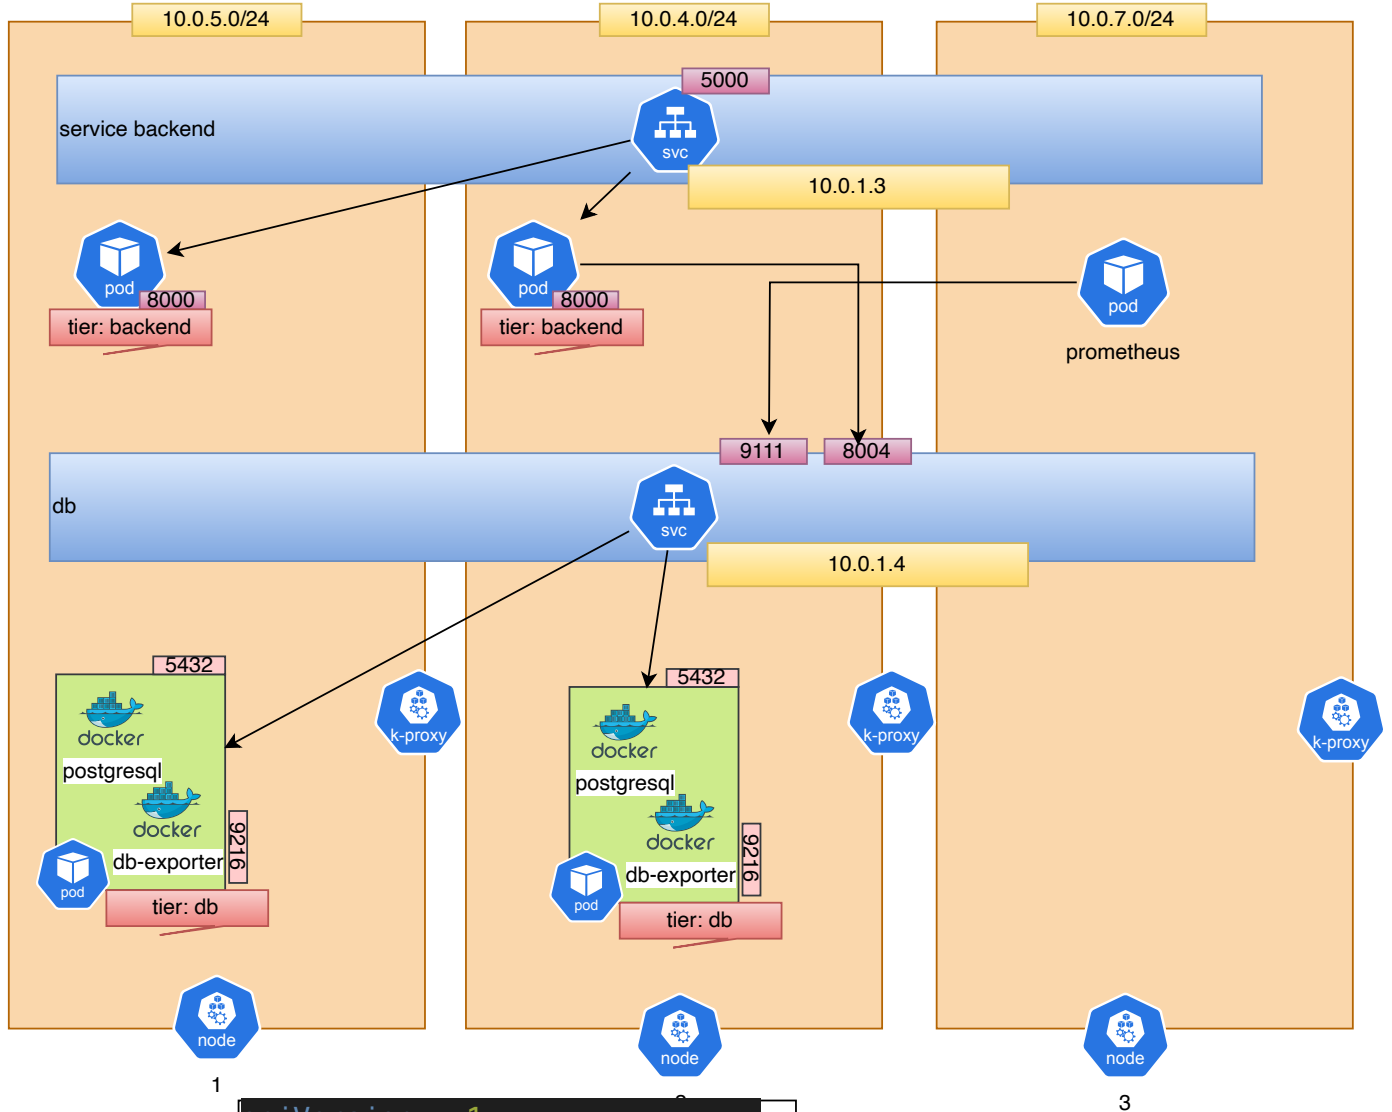 10.0.5.0/24
10.0.4.0/24
10.0.7.0/24
5000
service backend
svc
10.0.1.3
pod
8000
tier: backend
pod
8000
tier: backend
pod
prometheus
9111
8004
db
svc
10.0.1.4
5432
docker
postgresql
docker
db-exporter
9216
pod
tier: db
k-proxy
5432
docker
postgresql
docker
db-exporter
9216
pod
tier: db
k-proxy
k-proxy
node
node
node
1
3